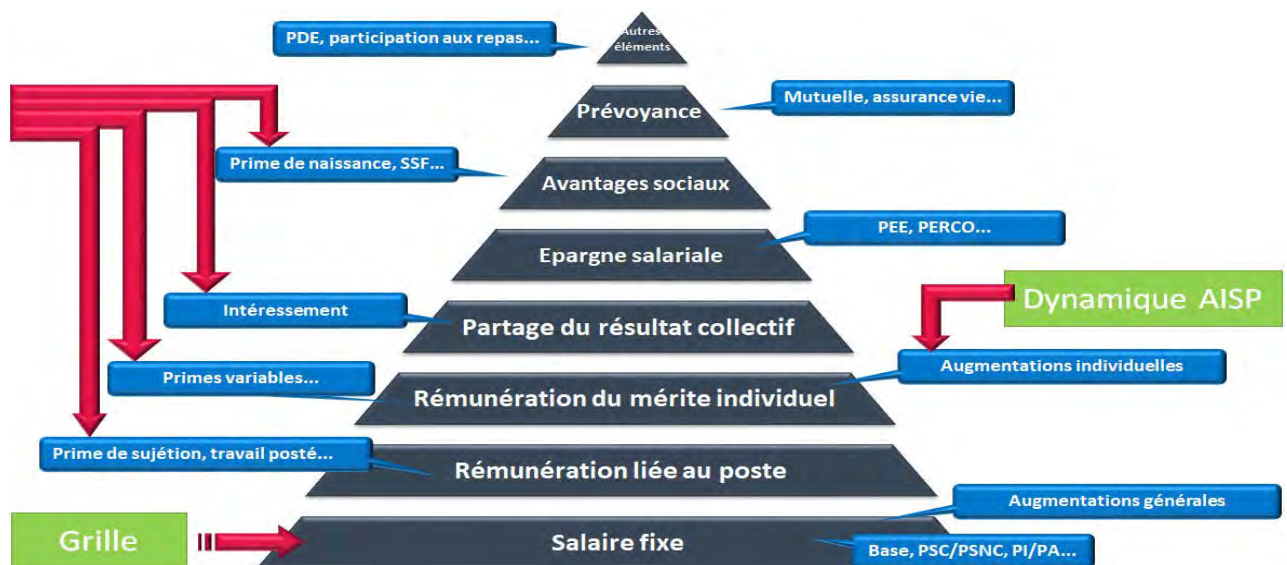 Autres
éléments
PDE, participation aux repas...
Prévoyance
Mutuelle, assurance vie...
Prime de naissance, SSF...
Avantages sociaux
PEE, PERCO...
Epargne salariale
Dynamique AISP
Intéressement
Partage du résultat collectif
Augmentations individuelles
Primes variables...
Rémunération du mérite individuel
Prime de sujétion, travail posté...
Rémunération liée au poste
Augmentations générales
Grille
Salaire fixe
Base, PSC/PSNC, PI/PA...